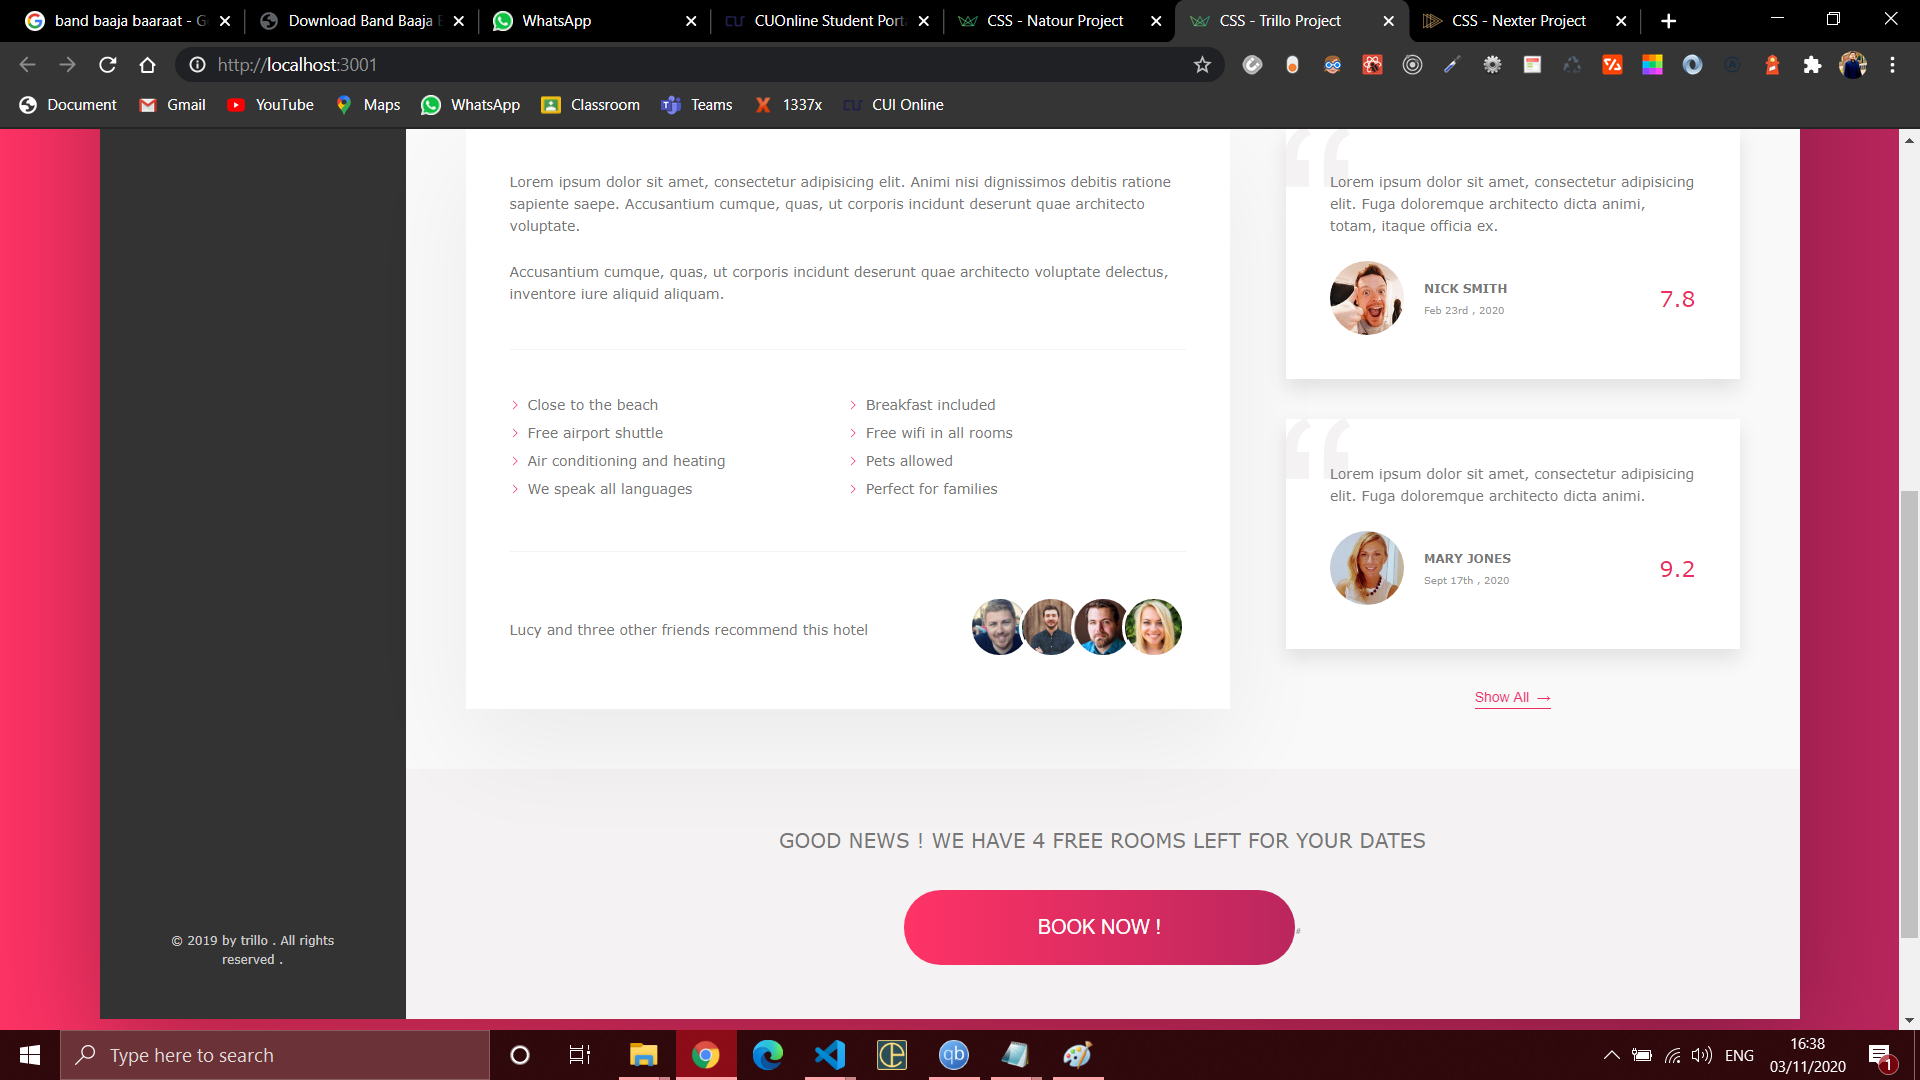 band baaja baaraat - G
Download Band Baaja
WhatsApp
CUOnline Student Port
CSS - Natour Project
CSS - Trillo Project
CSS - Nexter Project
http://localhost:3001
Document
Gmail
YouTube
Maps
WhatsApp
Classroom
Teams
1337x
CUI Online
Lorem ipsum dolor sit amet, consectetur adipisicing elit. Animi nisi dignissimos debitis ratione
sapiente saepe. Accusantium cumque, quas, ut corporis incidunt deserunt quae architecto
voluptate.
Accusantium cumque, quas, ut corporis incidunt deserunt quae architecto voluptate delectus,
inventore iure aliquid aliquam.
Close to the beach
Free airport shuttle
Air conditioning and heating
We speak all languages
Breakfast included
Free wifi in all rooms
Pets allowed
Perfect for families
Lucy and three other friends recommend this hotel
“
Lorem ipsum dolor sit amet, consectetur adipisicing
elit. Fuga doloremque architecto dicta animi,
totam, itaque officia ex.
NICK SMITH
Feb 23rd , 2020
7.8
“
Lorem ipsum dolor sit amet, consectetur adipisicing
elit. Fuga doloremque architecto dicta animi.
MARY JONES
Sept 17th , 2020
9.2
Show All →
GOOD NEWS ! WE HAVE 4 FREE ROOMS LEFT FOR YOUR DATES
BOOK NOW !
#
© 2019 by trillo . All rights
reserved .
Type here to search
qb
ENG
16:38
03/11/2020
1